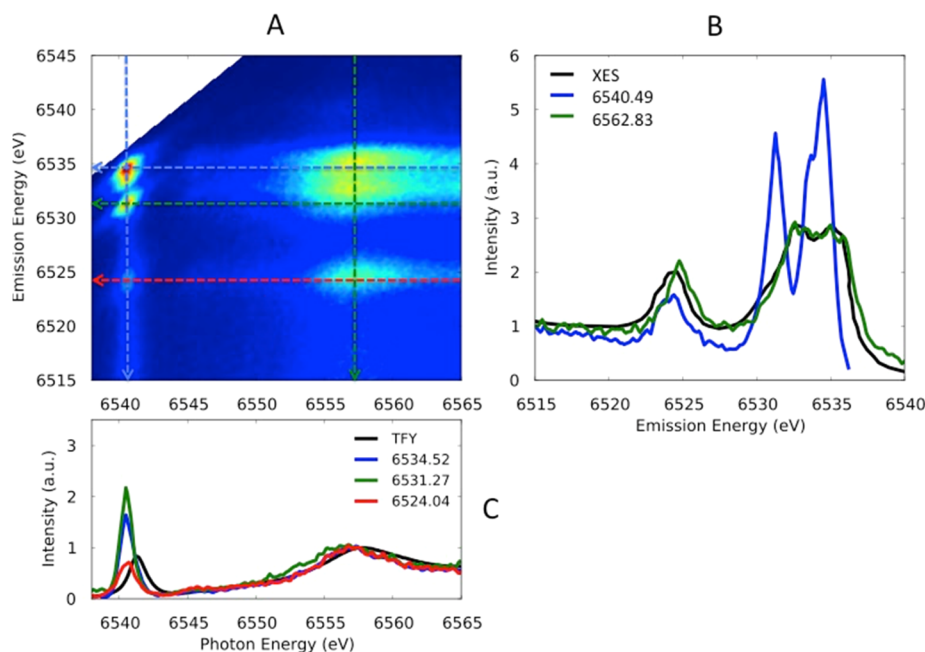 A
B
6545
6540
6535
6530
6525
6520
6515
Emission Energy (eV)
6540 6545 6550 6555 6560 6565
6
5
4
3
2
1
0
Intensity (a.u.)
XES
6540.49
6562.83
6515 6520 6525 6530 6535 6540
Emission Energy (eV)
3
2
1
0
Intensity (a.u.)
TFY
6534.52
6531.27
6524.04
6540 6545 6550 6555 6560 6565
Photon Energy (eV)
C